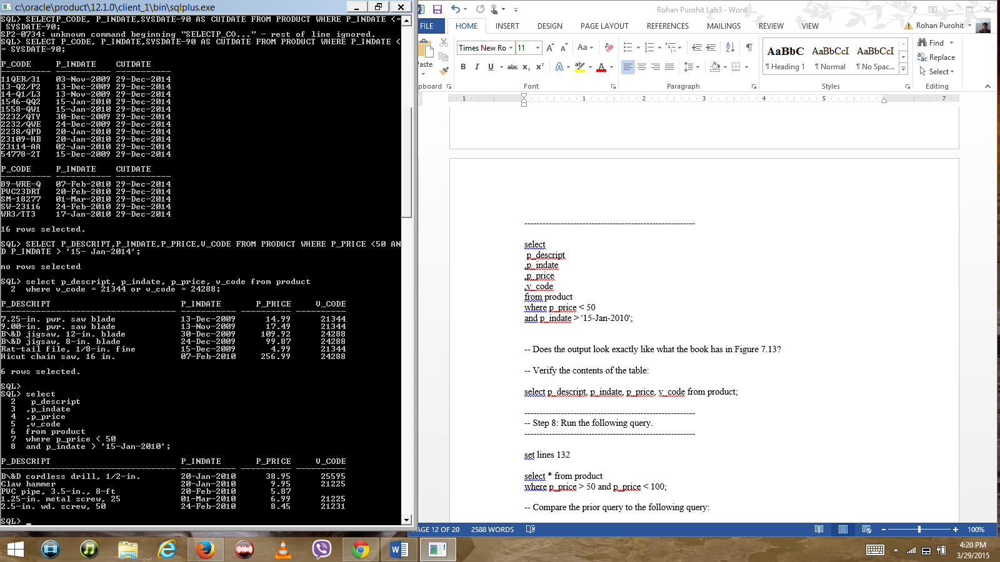 c:\oracle\product\12.1.0\client_1\bin\sqlplus.exe
SQL> SELECTP_CODE, P_INDATE,SYSDATE-90 AS CUTDATE FROM PRODUCT WHERE P_INDATE <=
 SYSDATE-90;
SP2-0734: unknown command beginning "SELECTP_CO..." - rest of line ignored.
SQL> SELECT P_CODE, P_INDATE,SYSDATE-90 AS CUTDATE FROM PRODUCT WHERE P_INDATE <
= SYSDATE-90;
P_CODE P_INDATE CUTDATE
---------- ----------- -----------
11QER/31 03-Nov-2009 29-Dec-2014
13-Q2/P2 13-Dec-2009 29-Dec-2014
14-Q1/L3 13-Nov-2009 29-Dec-2014
1546-QQ2 15-Jan-2010 29-Dec-2014
1558-QW1 15-Jan-2010 29-Dec-2014
2232/QTY 30-Dec-2009 29-Dec-2014
2232/QWE 24-Dec-2009 29-Dec-2014
2238/QPD 20-Jan-2010 29-Dec-2014
23109-HB 20-Jan-2010 29-Dec-2014
23114-AA 02-Jan-2010 29-Dec-2014
54778-2T 15-Dec-2009 29-Dec-2014
P_CODE P_INDATE CUTDATE
---------- ----------- -----------
89-WRE-Q 07-Feb-2010 29-Dec-2014
PVC23DRT 20-Feb-2010 29-Dec-2014
SM-18277 01-Mar-2010 29-Dec-2014
SW-23116 24-Feb-2010 29-Dec-2014
WR3/TT3 17-Jan-2010 29-Dec-2014
16 rows selected.
SQL> SELECT P_DESCRIPT,P_INDATE,P_PRICE,V_CODE FROM PRODUCT WHERE P_PRICE <50 AN
D P_INDATE > '15- Jan-2014';
no rows selected
SQL> select p_descript, p_indate, p_price, v_code from product
2 where v_code = 21344 or v_code = 24288;
P_DESCRIPT P_INDATE P_PRICE V_CODE
----------------------------------- ----------- ---------- ----------
7.25-in. pwr. saw blade 13-Dec-2009 14.99 21344
9.00-in. pwr. saw blade 13-Nov-2009 17.49 21344
B\&D jigsaw, 12-in. blade 30-Dec-2009 109.92 24288
B\&D jigsaw, 8-in. blade 24-Dec-2009 99.87 24288
Rat-tail file, 1/8-in. fine 15-Dec-2009 4.99 21344
Hicut chain saw, 16 in. 07-Feb-2010 256.99 24288
6 rows selected.
SQL>
SQL> select
2 p_descript
3 ,p_indate
4 ,p_price
5 ,v_code
6 from product
7 where p_price < 50
8 and p_indate > '15-Jan-2010';
P_DESCRIPT P_INDATE P_PRICE V_CODE
----------------------------------- ----------- ---------- ----------
B\&D cordless drill, 1/2-in. 20-Jan-2010 38.95 25595
Claw hammer 20-Jan-2010 9.95 21225
PVC pipe, 3.5-in., 8-ft 20-Feb-2010 5.87
1.25-in. metal screw, 25 01-Mar-2010 6.99 21225
2.5-in. wd. screw, 50 24-Feb-2010 8.45 21231
SQL> _
Rohan Purohit Lab3 - Word
FILE HOME INSERT DESIGN PAGE LAYOUT REFERENCES MAILINGS REVIEW VIEW Rohan Purohit
Times New Ro 11 Aa
B I U abc x₂ x² A A
aste
pboard Font Paragraph Styles Editing
AaBbC AaBbCcI AaBbCcI
¶ Heading 1 ¶ Normal ¶ No Spac...
Find
Replace
Select
1 1 2 3 4 5 7
--------------------------------------------------------
select
p_descript
,p_indate
,p_price
,v_code
from product
where p_price < 50
and p_indate > '15-Jan-2010';
-- Does the output look exactly like what the book has in Figure 7.13?
-- Verify the contents of the table:
select p_descript, p_indate, p_price, v_code from product;
--------------------------------------------------------
-- Step 8: Run the following query.
--------------------------------------------------------
set lines 132
select * from product
where p_price > 50 and p_price < 100;
-- Compare the prior query to the following query:
AGE 12 OF 20 2588 WORDS 100%
4:20 PM
3/29/2015